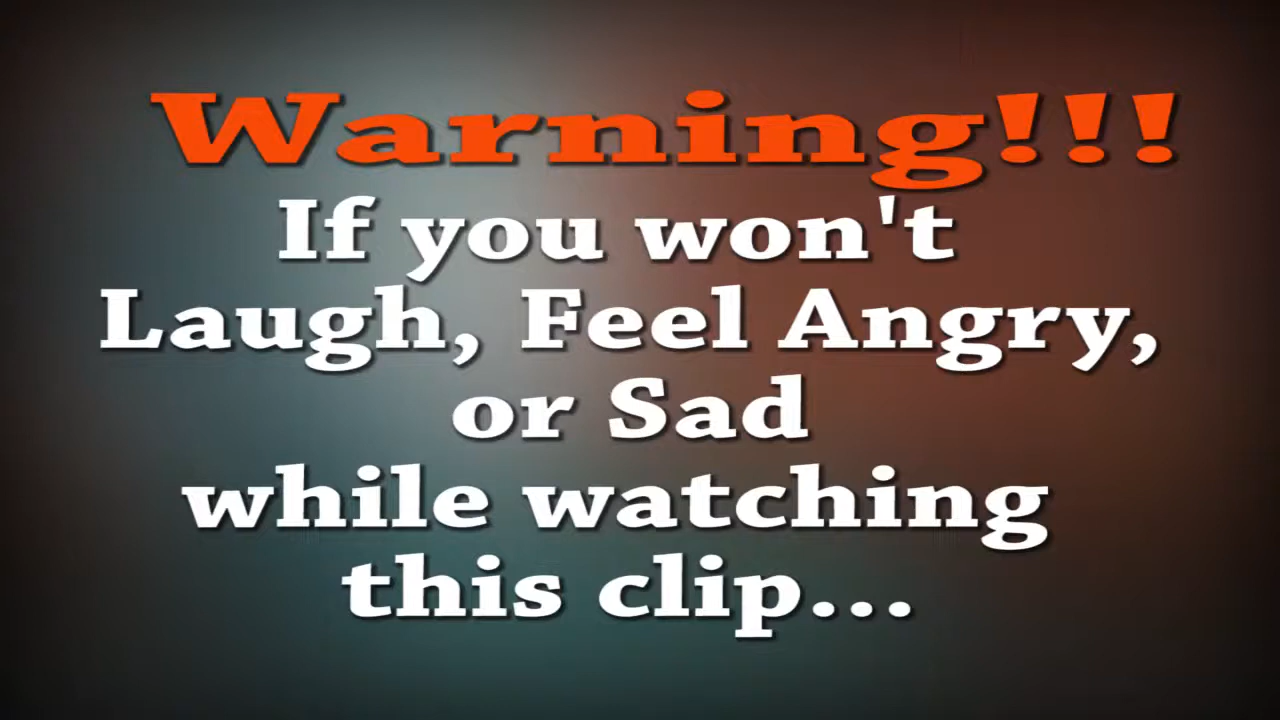 Warning!!!
If you won't
Laugh, Feel Angry,
or Sad
while watching
this clip...